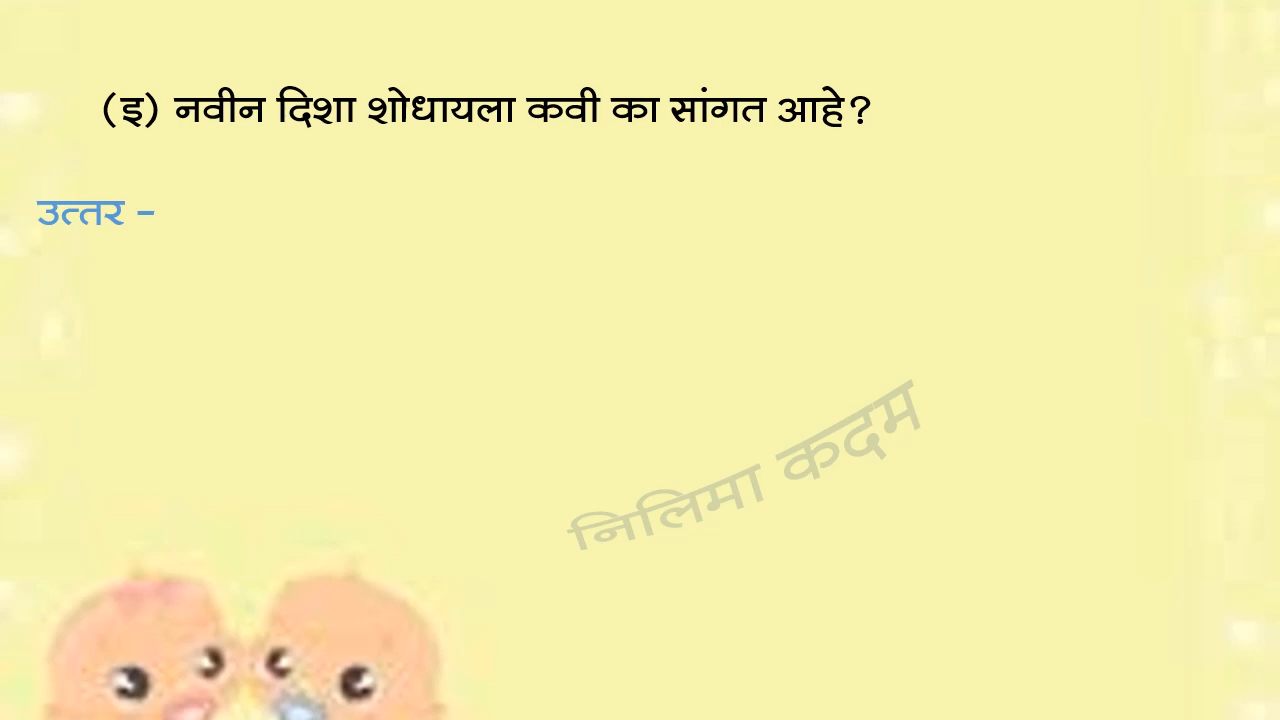 (इ) नवीन दिशा शोधायला कवी का सांगत आहे?
उत्तर -
निलिमा कदम